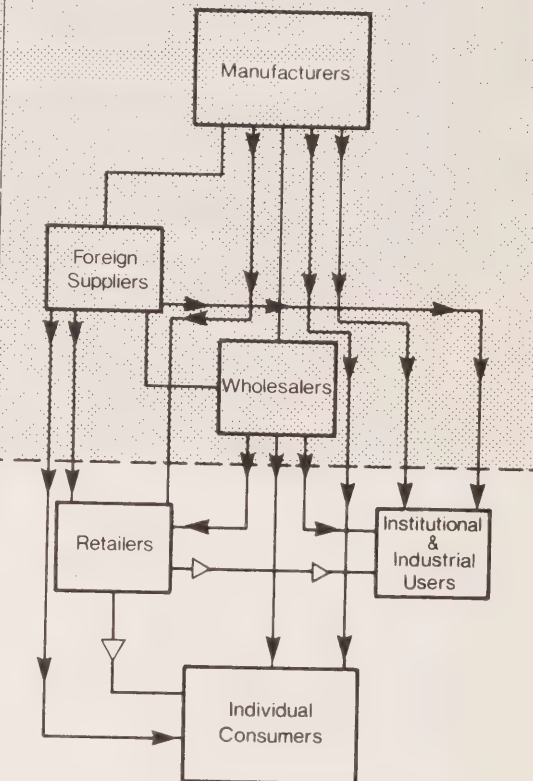 Manufacturers
Foreign
Suppliers
Wholesalers
Retailers
Institutional
&
Industrial
Users
Individual
Consumers